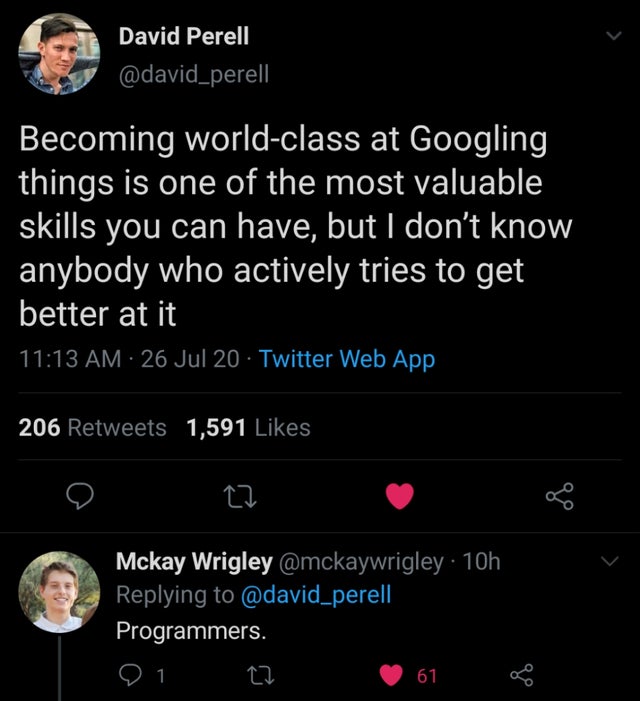 David Perell
@david_perell
Becoming world-class at Googling
things is one of the most valuable
skills you can have, but I don’t know
anybody who actively tries to get
better at it
11:13 AM · 26 Jul 20 · Twitter Web App
206 Retweets 1,591 Likes
Mckay Wrigley @mckaywrigley · 10h
Replying to @david_perell
Programmers.
1 61